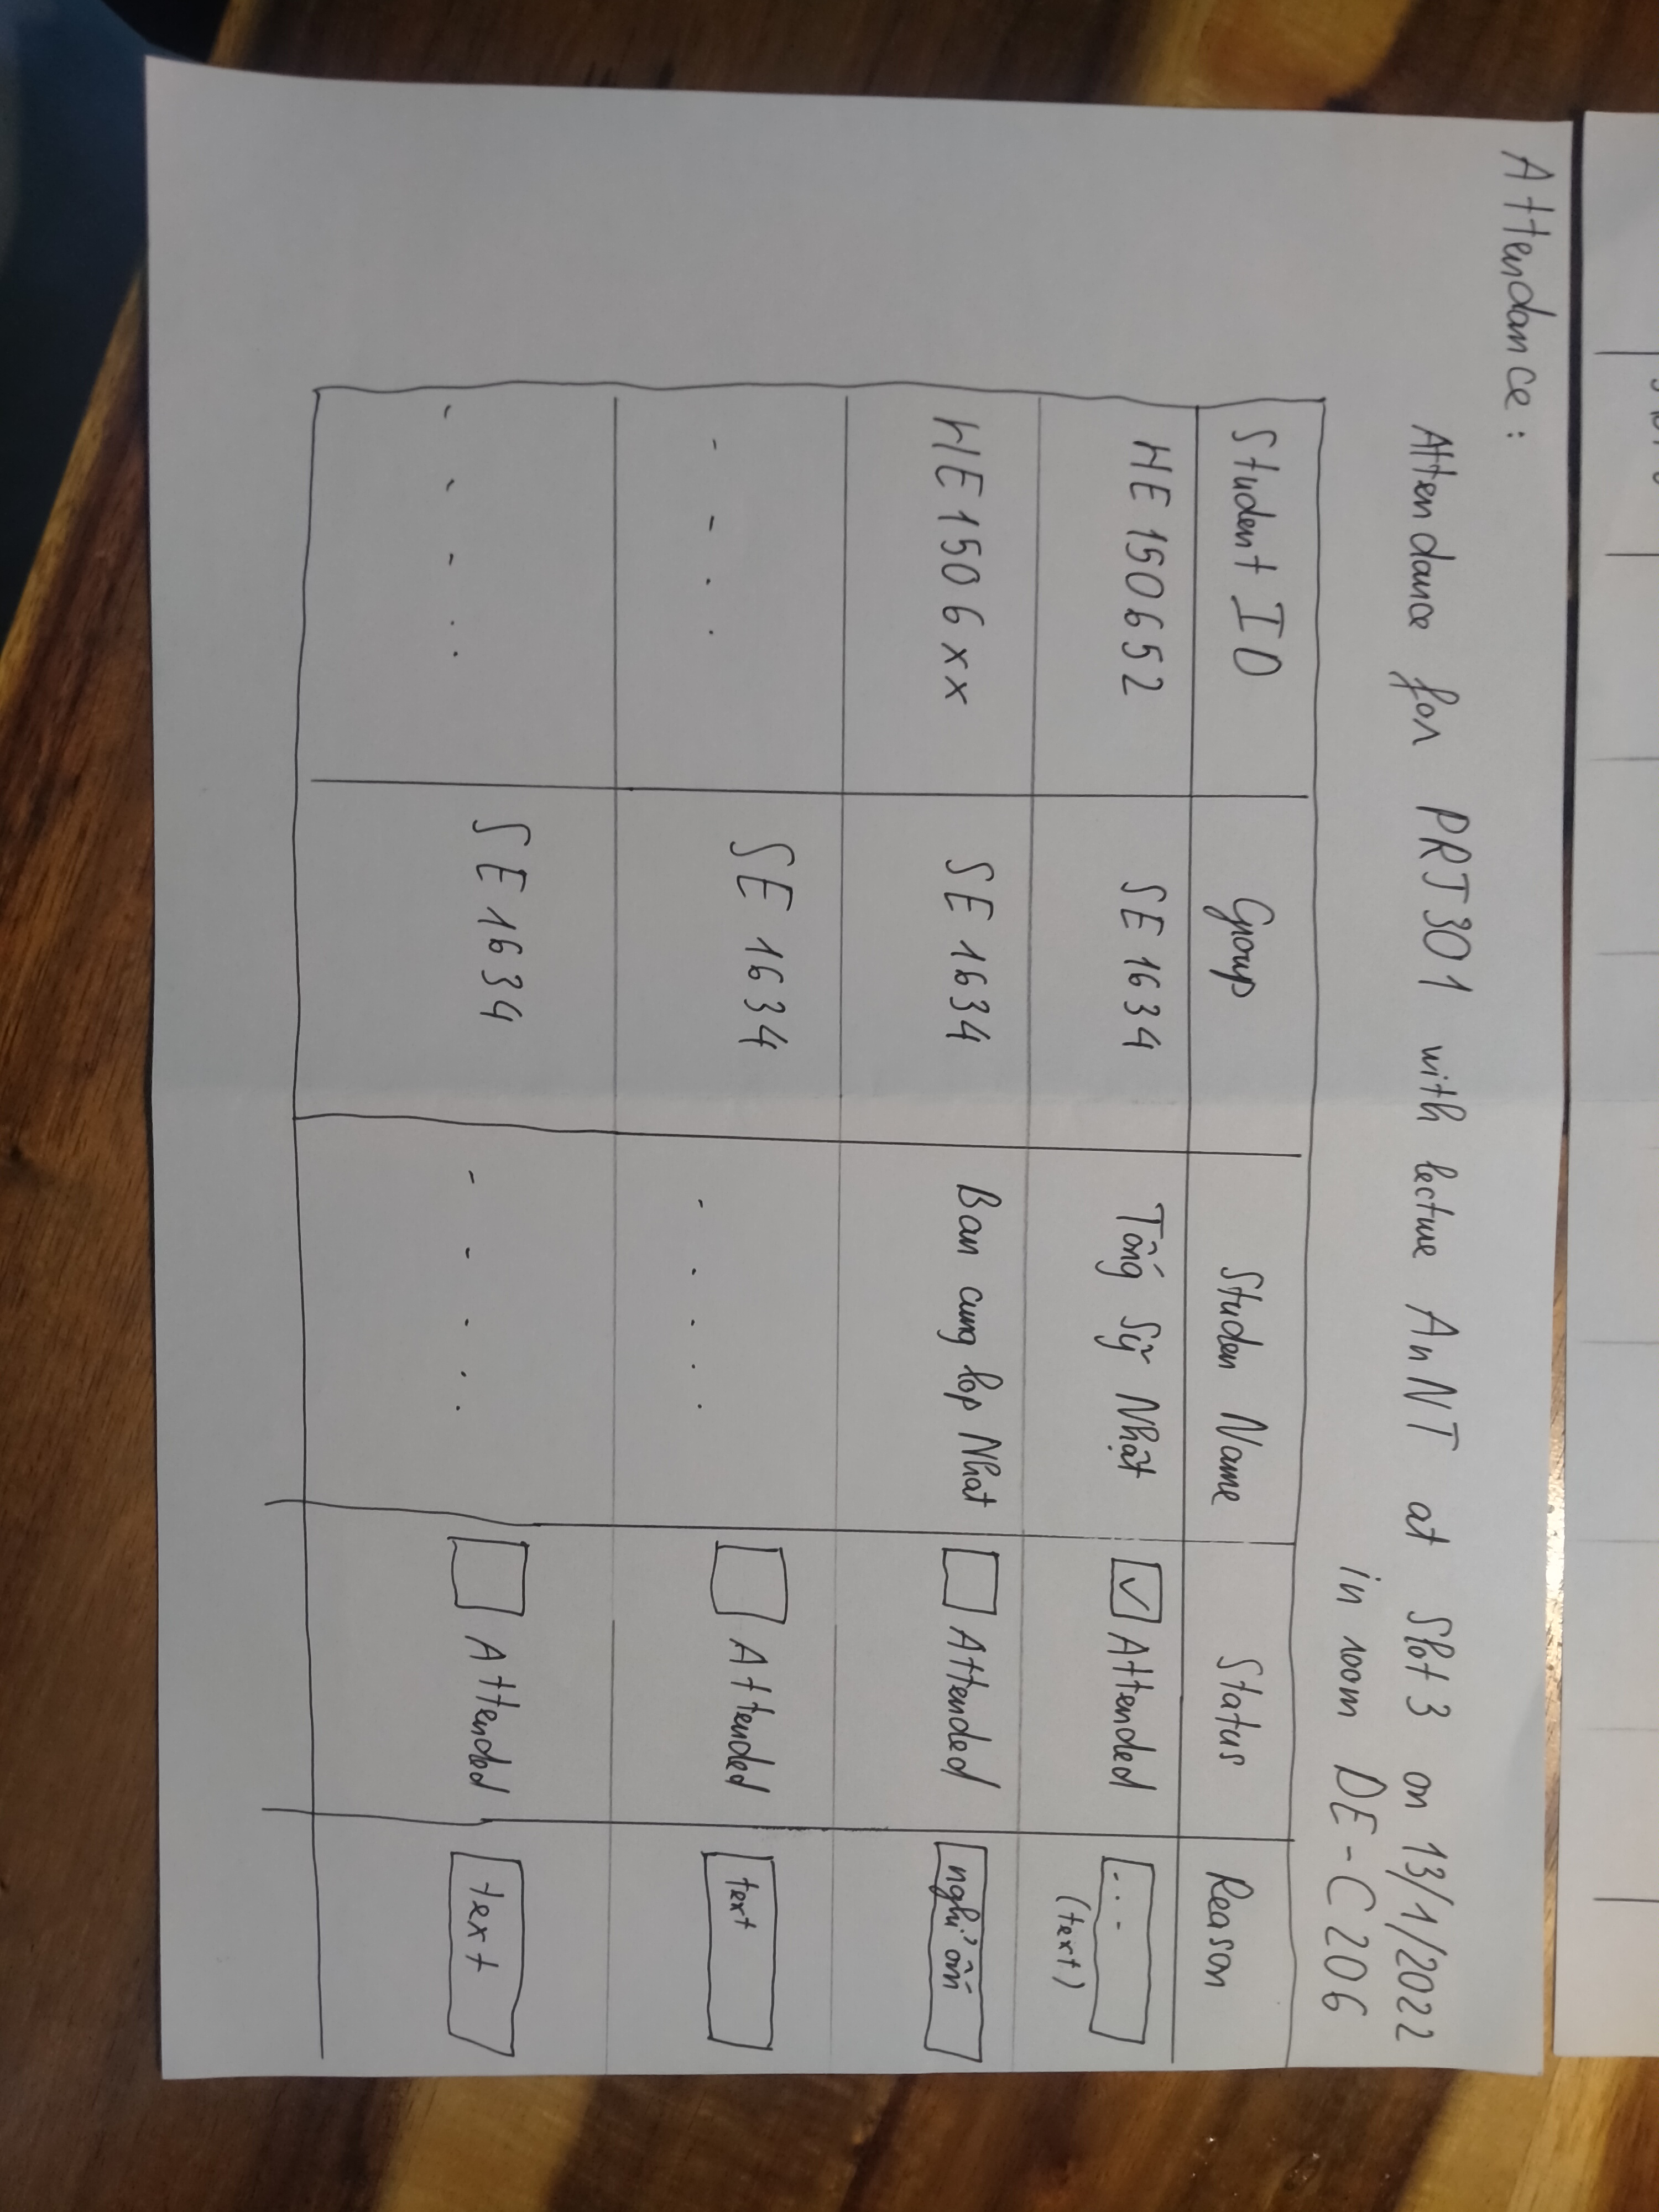 Attendance:
Attendance for PRJ301 with lecture AnNT at Slot 3 on 13/1/2022
in room DE-C206
Student ID Group Studen Name Status Reason
HE150652 SE1634 Tống Sỹ Nhật Attended ...
(text)
HE1506xx SE1634 Ban cung lop Nhat Attended nghỉ ốm
.... SE1634 ..... Attended text
..... SE1634 ..... Attended text